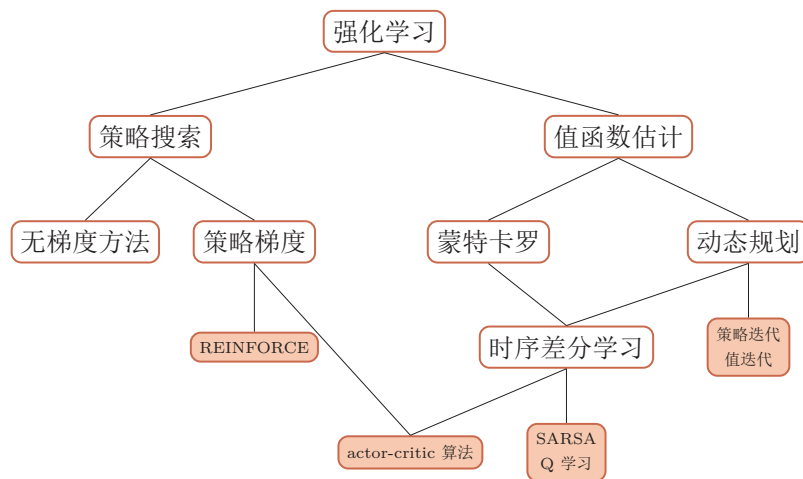 强化学习
策略搜索
值函数估计
无梯度方法
策略梯度
蒙特卡罗
动态规划
REINFORCE
时序差分学习
策略迭代
值迭代
actor-critic 算法
SARSA
Q 学习